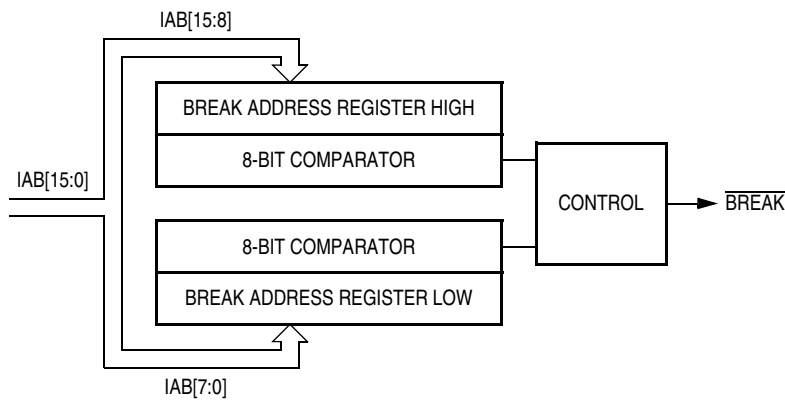 IAB[15:8]
BREAK ADDRESS REGISTER HIGH
8-BIT COMPARATOR
IAB[15:0]
CONTROL
BREAK
8-BIT COMPARATOR
BREAK ADDRESS REGISTER LOW
IAB[7:0]